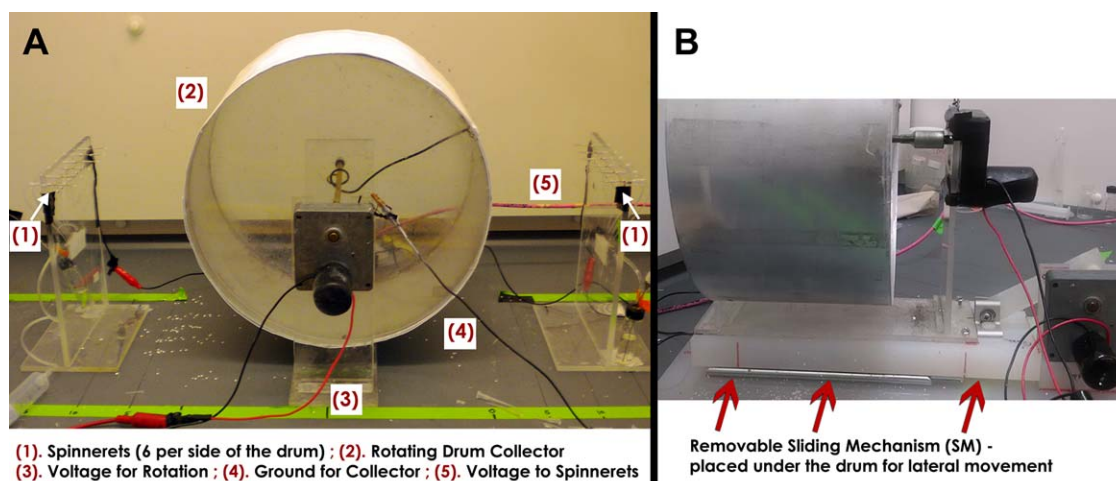 A
B
(2)
(5)
(1)
(1)
(4)
(3)
(1). Spinnerets (6 per side of the drum) ; (2). Rotating Drum Collector
(3). Voltage for Rotation ; (4). Ground for Collector ; (5). Voltage to Spinnerets
Removable Sliding Mechanism (SM) -
placed under the drum for lateral movement